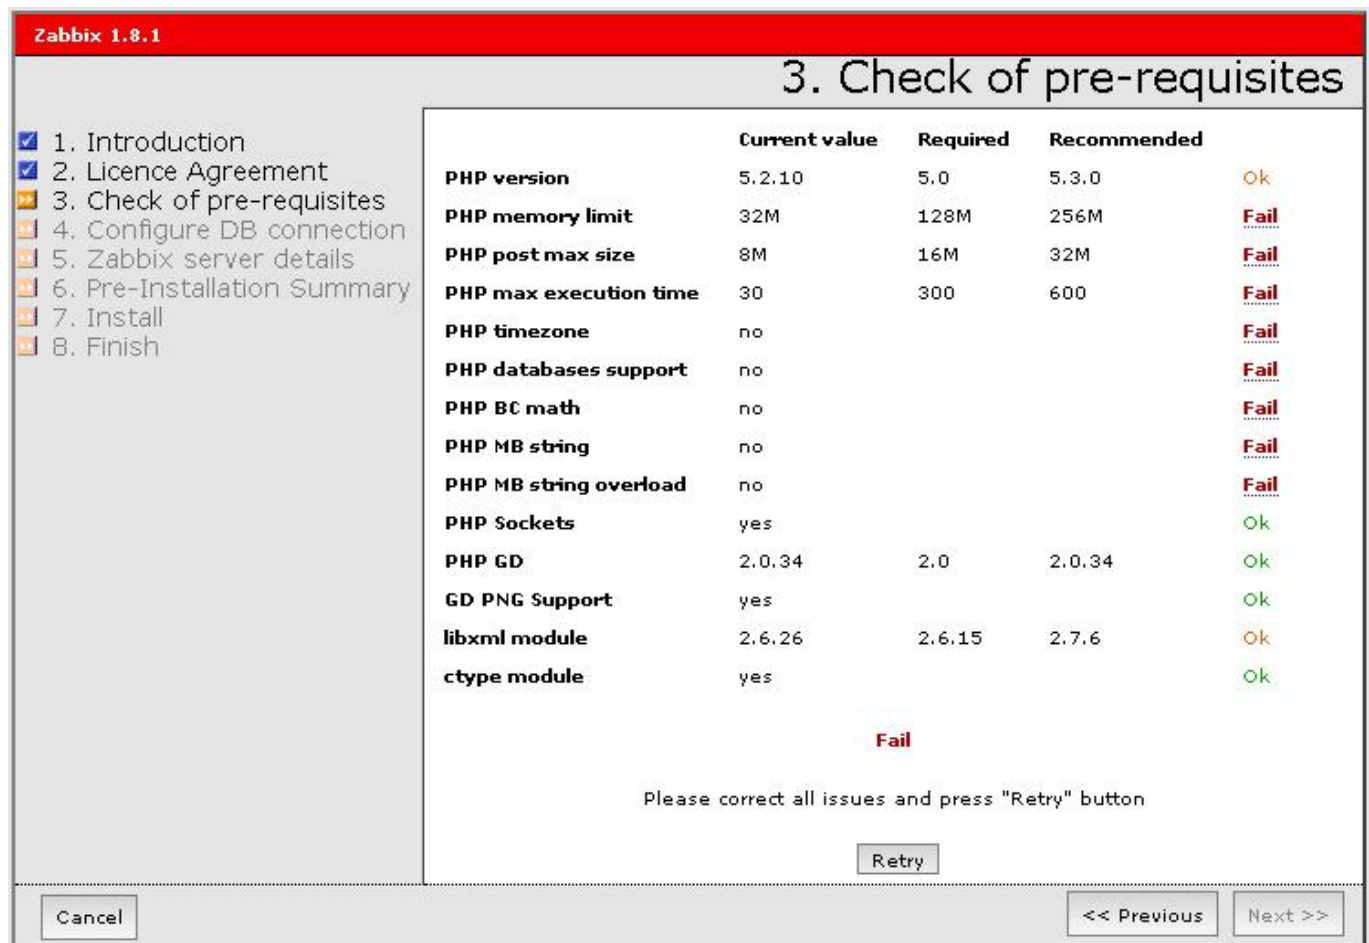 Zabbix 1.8.1
3. Check of pre-requisites
1. Introduction
2. Licence Agreement
3. Check of pre-requisites
4. Configure DB connection
5. Zabbix server details
6. Pre-Installation Summary
7. Install
8. Finish
Current value Required Recommended
PHP version 5.2.10 5.0 5.3.0 Ok
PHP memory limit 32M 128M 256M Fail
PHP post max size 8M 16M 32M Fail
PHP max execution time 30 300 600 Fail
PHP timezone no Fail
PHP databases support no Fail
PHP BC math no Fail
PHP MB string no Fail
PHP MB string overload no Fail
PHP Sockets yes Ok
PHP GD 2.0.34 2.0 2.0.34 Ok
GD PNG Support yes Ok
libxml module 2.6.26 2.6.15 2.7.6 Ok
ctype module yes Ok
Fail
Please correct all issues and press "Retry" button
Retry
Cancel << Previous Next >>